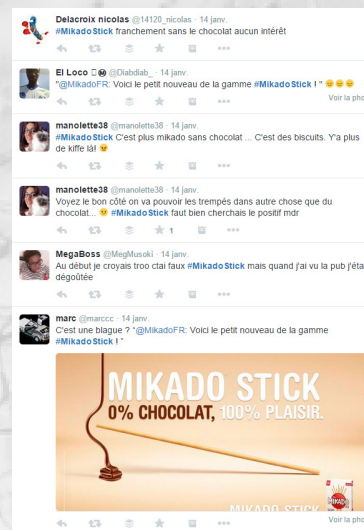 Delacroix nicolas @14120_nicolas · 14 janv.
#MikadoStick franchement sans le chocolat aucun intérêt
El Loco @Diabdiab_ · 14 janv.
"@MikadoFR: Voici le petit nouveau de la gamme #MikadoStick ! " 😑😑😑
Voir la pho
manolette38 @manolette38 · 14 janv.
#MikadoStick C'est plus mikado sans chocolat ... C'est des biscuits. Y'a plus
de kiffe là! 😠
manolette38 @manolette38 · 14 janv.
Voyez le bon côté on va pouvoir les trempés dans autre chose que du
chocolat... 😕 #MikadoStick faut bien cherchais le positif mdr
1
MegaBoss @MegMusoki · 14 janv.
Au début je croyais troo ctai faux #MikadoStick mais quand j'ai vu la pub j'éta
dégoûtée
marc @marccc · 14 janv.
C'est une blague ? "@MikadoFR: Voici le petit nouveau de la gamme
#MikadoStick ! "
MIKADO STICK
0% CHOCOLAT, 100% PLAISIR.
MIKADO
MIKADO STICK
Voir la pho